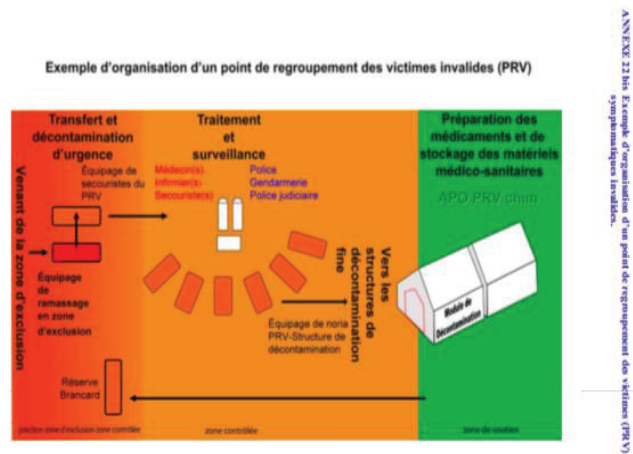 Exemple d'organisation d'un point de regroupement des victimes invalides (PRV)
Transfert et
décontamination
d'urgence
Équipage de
secouristes du
PRV
Venant de la zone d'exclusion
Équipage
de
ramassage
en zone
d'exclusion
Réserve
Brancard
jonction zone d'exclusion-zone contrôlée
Traitement
et
surveillance
Médecin(s)
Infirmier(s)
Secouriste(s)
Police
Gendarmerie
Police judiciaire
Vers les
structures de
décontamination
fine
Équipage de noria
PRV-Structure de
décontamination
zone contrôlée
Préparation des
médicaments et de
stockage des matériels
médico-sanitaires
APO PRV chim
Module de
Décontamination
zone de soutien
ANNEXE 22 bis Exemple d'organisation d'un point de regroupement des victimes (PRV)
symptomatiques invalides.